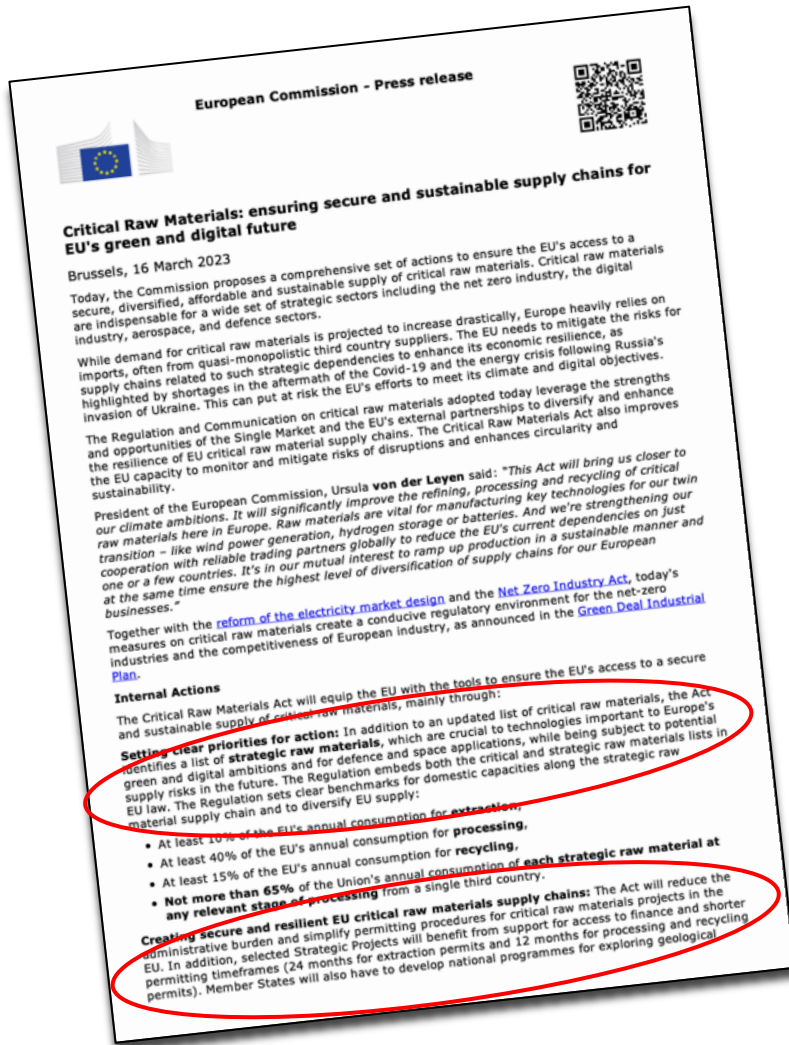 European Commission - Press release
Critical Raw Materials: ensuring secure and sustainable supply chains for
EU's green and digital future
Brussels, 16 March 2023
Today, the Commission proposes a comprehensive set of actions to ensure the EU's access to a
secure, diversified, affordable and sustainable supply of critical raw materials. Critical raw materials
are indispensable for a wide set of strategic sectors including the net zero industry, the digital
industry, aerospace, and defence sectors.
While demand for critical raw materials is projected to increase drastically, Europe heavily relies on
imports, often from quasi-monopolistic third country suppliers. The EU needs to mitigate the risks for
supply chains related to such strategic dependencies to enhance its economic resilience, as
highlighted by shortages in the aftermath of the Covid-19 and the energy crisis following Russia's
invasion of Ukraine. This can put at risk the EU's efforts to meet its climate and digital objectives.
The Regulation and Communication on critical raw materials adopted today leverage the strengths
and opportunities of the Single Market and the EU's external partnerships to diversify and enhance
the resilience of EU critical raw material supply chains. The Critical Raw Materials Act also improves
the EU capacity to monitor and mitigate risks of disruptions and enhances circularity and
sustainability.
President of the European Commission, Ursula von der Leyen said: "This Act will bring us closer to
our climate ambitions. It will significantly improve the refining, processing and recycling of critical
raw materials here in Europe. Raw materials are vital for manufacturing key technologies for our twin
transition – like wind power generation, hydrogen storage or batteries. And we're strengthening our
cooperation with reliable trading partners globally to reduce the EU's current dependencies on just
one or a few countries. It's in our mutual interest to ramp up production in a sustainable manner and
at the same time ensure the highest level of diversification of supply chains for our European
businesses."
Together with the reform of the electricity market design and the Net Zero Industry Act, today's
measures on critical raw materials create a conducive regulatory environment for the net-zero
industries and the competitiveness of European industry, as announced in the Green Deal Industrial
Plan.
Internal Actions
The Critical Raw Materials Act will equip the EU with the tools to ensure the EU's access to a secure
and sustainable supply of critical raw materials, mainly through:
Setting clear priorities for action: In addition to an updated list of critical raw materials, the Act
identifies a list of strategic raw materials, which are crucial to technologies important to Europe's
green and digital ambitions and for defence and space applications, while being subject to potential
supply risks in the future. The Regulation embeds both the critical and strategic raw materials lists in
EU law. The Regulation sets clear benchmarks for domestic capacities along the strategic raw
material supply chain and to diversify EU supply:
• At least 10% of the EU's annual consumption for extraction,
• At least 40% of the EU's annual consumption for processing,
• At least 15% of the EU's annual consumption for recycling,
• Not more than 65% of the Union's annual consumption of each strategic raw material at
any relevant stage of processing from a single third country.
Creating secure and resilient EU critical raw materials supply chains: The Act will reduce the
administrative burden and simplify permitting procedures for critical raw materials projects in the
EU. In addition, selected Strategic Projects will benefit from support for access to finance and shorter
permitting timeframes (24 months for extraction permits and 12 months for processing and recycling
permits). Member States will also have to develop national programmes for exploring geological